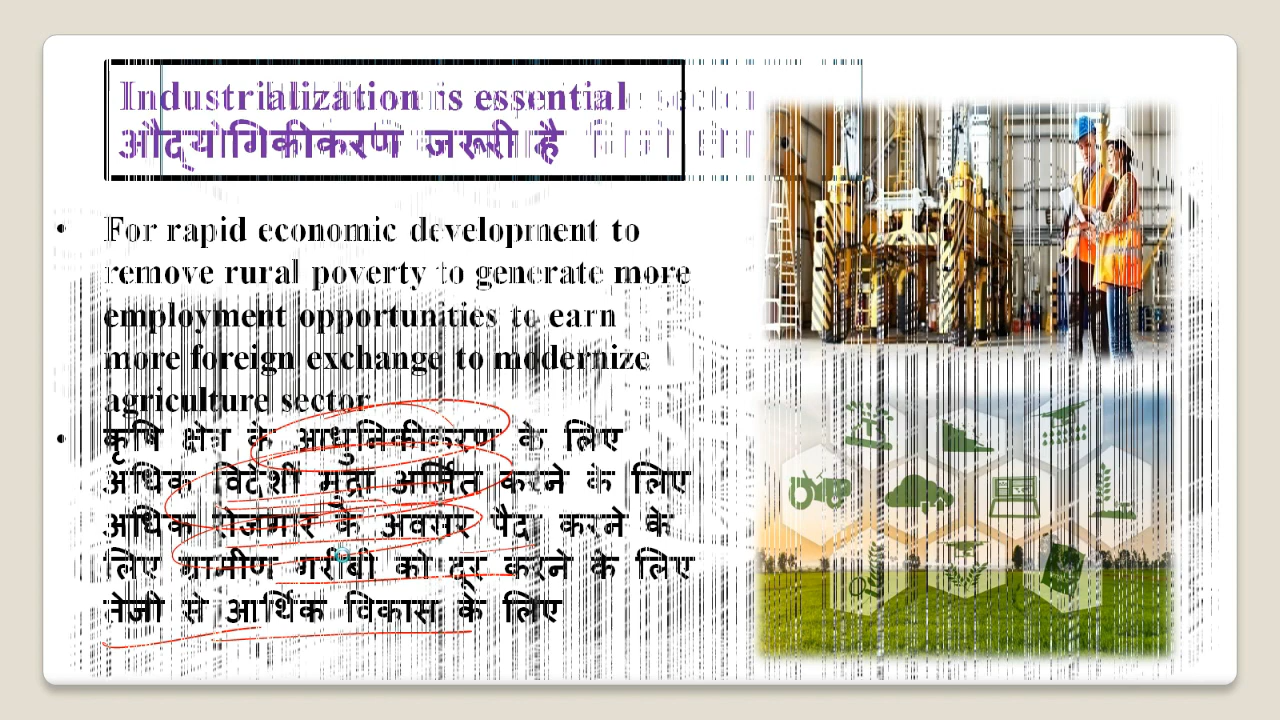 Industrialization is essential
औद्योगिकीकरण जरूरी है
• For rapid economic development to
remove rural poverty to generate more
employment opportunities to earn
more foreign exchange to modernize
agriculture sector
• कृषि क्षेत्र के आधुनिकीकरण के लिए
अधिक विदेशी मुद्रा अर्जित करने के लिए
अधिक रोजगार के अवसर पैदा करने के
लिए ग्रामीण गरीबी को दूर करने के लिए
तेजी से आर्थिक विकास के लिए